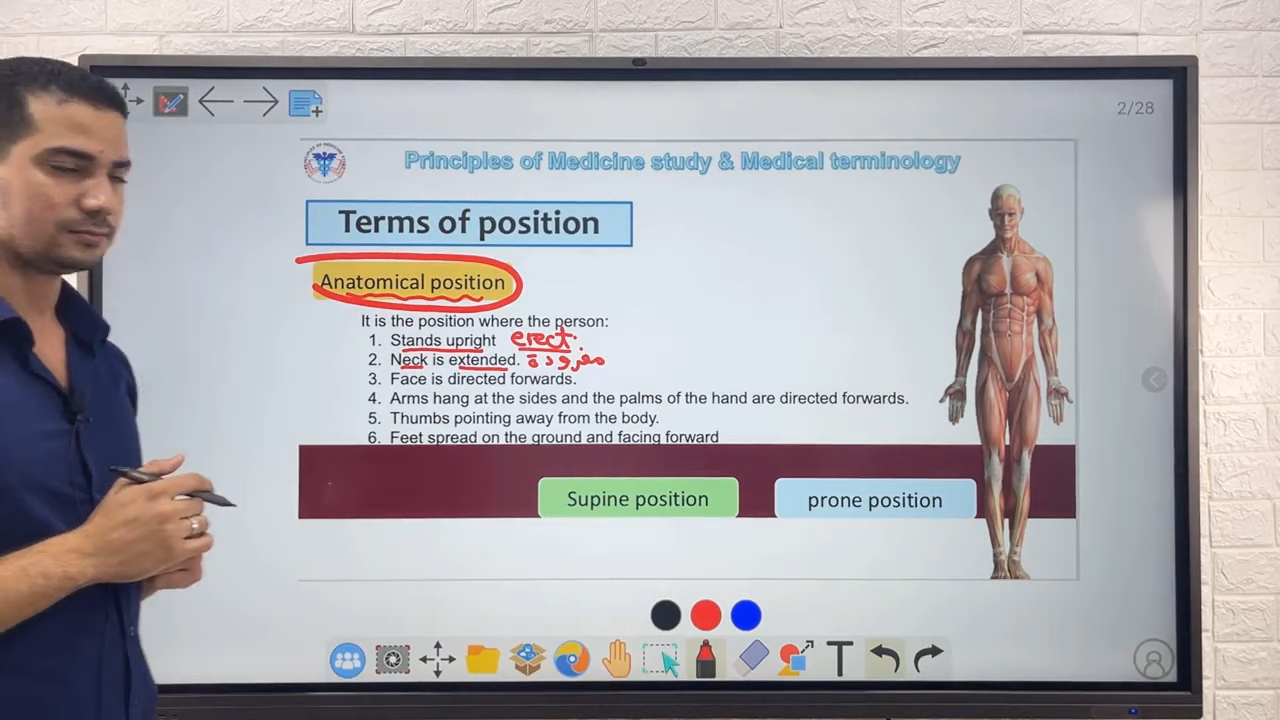 2/28
Principles of Medicine study & Medical terminology
Terms of position
Anatomical position
It is the position where the person:
1. Stands upright erect
2. Neck is extended. مفرودة
3. Face is directed forwards.
4. Arms hang at the sides and the palms of the hand are directed forwards.
5. Thumbs pointing away from the body.
6. Feet spread on the ground and facing forward
Supine position
prone position
T